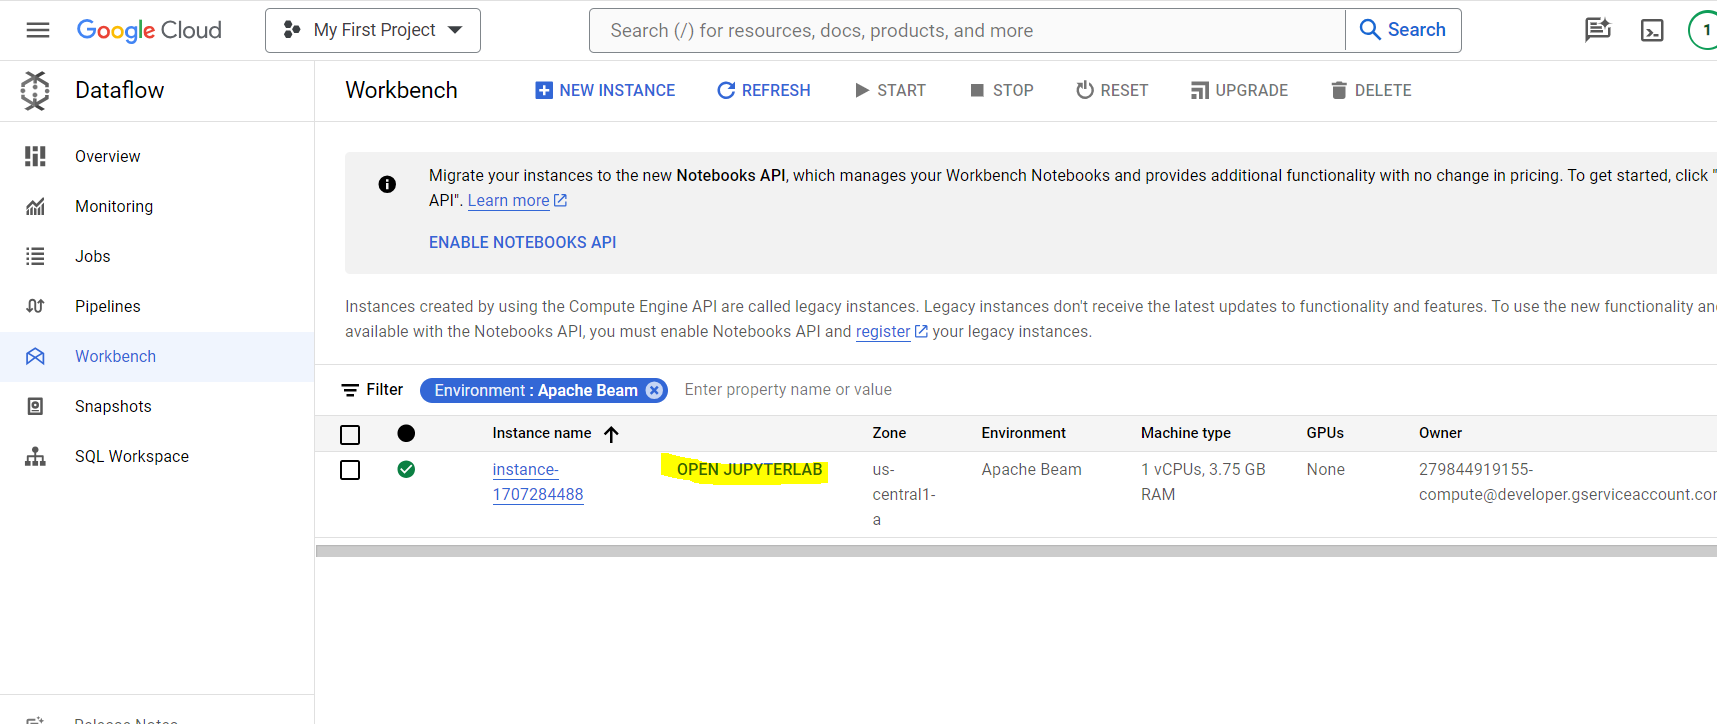 Google Cloud
My First Project
Search (/) for resources, docs, products, and more
Search
1
Dataflow
Workbench
NEW INSTANCE
REFRESH
START
STOP
RESET
UPGRADE
DELETE
Overview
Monitoring
Jobs
Pipelines
Workbench
Snapshots
SQL Workspace
Migrate your instances to the new Notebooks API, which manages your Workbench Notebooks and provides additional functionality with no change in pricing. To get started, click "
API". Learn more
ENABLE NOTEBOOKS API
Instances created by using the Compute Engine API are called legacy instances. Legacy instances don't receive the latest updates to functionality and features. To use the new functionality an
available with the Notebooks API, you must enable Notebooks API and register your legacy instances.
Filter
Environment : Apache Beam
Enter property name or value
Instance name
Zone
Environment
Machine type
GPUs
Owner
instance-
1707284488
OPEN JUPYTERLAB
us-
central1-
a
Apache Beam
1 vCPUs, 3.75 GB
RAM
None
279844919155-
compute@developer.gserviceaccount.co